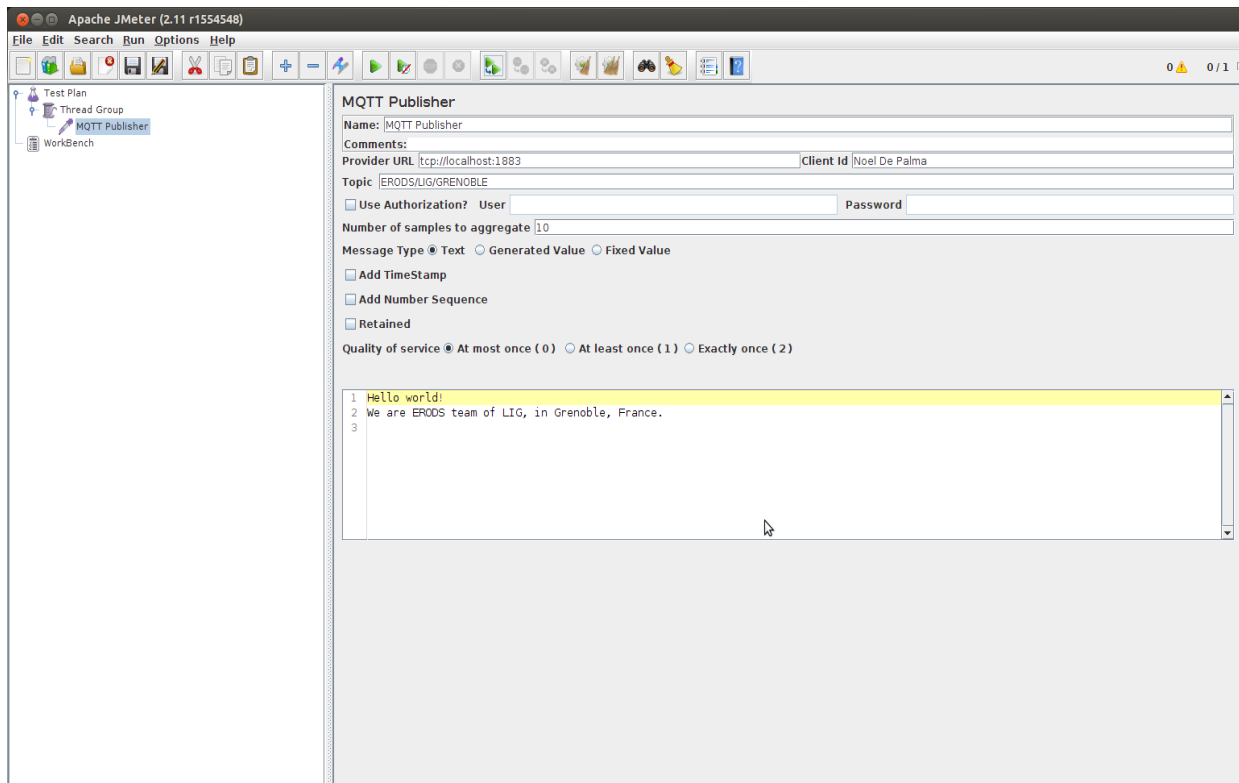 Apache JMeter (2.11 r1554548)
File Edit Search Run Options Help
0 0 / 1
Test Plan
Thread Group
MQTT Publisher
WorkBench
MQTT Publisher
Name: MQTT Publisher
Comments:
Provider URL tcp://localhost:1883 Client Id Noel De Palma
Topic ERODS/LIG/GRENOBLE
Use Authorization? User Password
Number of samples to aggregate 10
Message Type Text Generated Value Fixed Value
Add TimeStamp
Add Number Sequence
Retained
Quality of service At most once ( 0 ) At least once ( 1 ) Exactly once ( 2 )
1 Hello world!
2 We are ERODS team of LIG, in Grenoble, France.
3